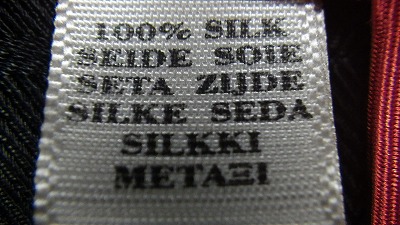 100% SILK
SEIDE SOIE
SETA ZIJDE
SILKE SEDA
SILKKI
ΜΕΤΑΞΙ